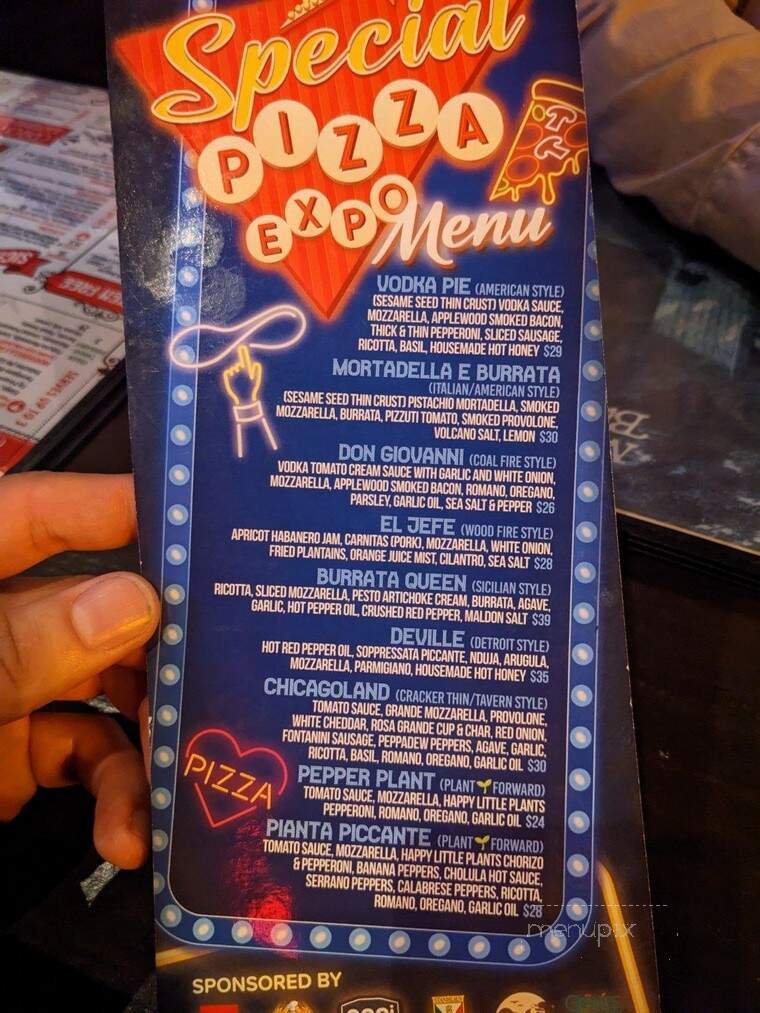 Special
PIZZA
EXPO
Menu
VODKA PIE (AMERICAN STYLE)
(SESAME SEED THIN CRUST) VODKA SAUCE,
MOZZARELLA, APPLEWOOD SMOKED BACON,
THICK & THIN PEPPERONI, SLICED SAUSAGE,
RICOTTA, BASIL, HOUSEMADE HOT HONEY $29
MORTADELLA E BURRATA
(ITALIAN/AMERICAN STYLE)
(SESAME SEED THIN CRUST) PISTACHIO MORTADELLA, SMOKED
MOZZARELLA, BURRATA, PIZZUTI TOMATO, SMOKED PROVOLONE,
VOLCANO SALT, LEMON $30
DON GIOVANNI (COAL FIRE STYLE)
VODKA TOMATO CREAM SAUCE WITH GARLIC AND WHITE ONION,
MOZZARELLA, APPLEWOOD SMOKED BACON, ROMANO, OREGANO,
PARSLEY, GARLIC OIL, SEA SALT & PEPPER $26
EL JEFE (WOOD FIRE STYLE)
APRICOT HABANERO JAM, CARNITAS (PORK), MOZZARELLA, WHITE ONION,
FRIED PLANTAINS, ORANGE JUICE MIST, CILANTRO, SEA SALT $28
BURRATA QUEEN (SICILIAN STYLE)
RICOTTA, SLICED MOZZARELLA, PESTO ARTICHOKE CREAM, BURRATA, AGAVE,
GARLIC, HOT PEPPER OIL, CRUSHED RED PEPPER, MALDON SALT $39
DEVILLE (DETROIT STYLE)
HOT RED PEPPER OIL, SOPPRESSATA PICCANTE, NDUJA, ARUGULA,
MOZZARELLA, PARMIGIANO, HOUSEMADE HOT HONEY $35
CHICAGOLAND (CRACKER THIN/TAVERN STYLE)
TOMATO SAUCE, GRANDE MOZZARELLA, PROVOLONE,
WHITE CHEDDAR, ROSA GRANDE CUP & CHAR, RED ONION,
FONTANINI SAUSAGE, PEPPADEW PEPPERS, AGAVE, GARLIC,
RICOTTA, BASIL, ROMANO, OREGANO, GARLIC OIL $30
PIZZA
PEPPER PLANT (PLANT FORWARD)
TOMATO SAUCE, MOZZARELLA, HAPPY LITTLE PLANTS
PEPPERONI, ROMANO, OREGANO, GARLIC OIL $24
PIANTA PICCANTE (PLANT FORWARD)
TOMATO SAUCE, MOZZARELLA, HAPPY LITTLE PLANTS CHORIZO
& PEPPERONI, BANANA PEPPERS, CHOLULA HOT SAUCE,
SERRANO PEPPERS, CALABRESE PEPPERS, RICOTTA,
ROMANO, OREGANO, GARLIC OIL $28
menupix
SPONSORED BY